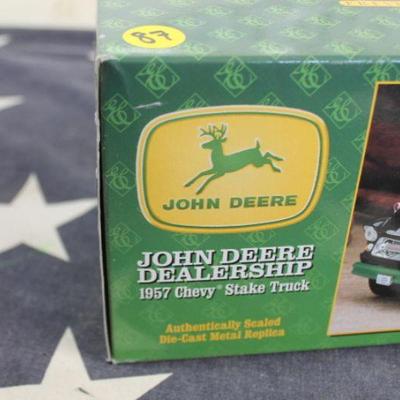 87
JOHN DEERE
JOHN DEERE
DEALERSHIP
1957 Chevy® Stake Truck
Authentically Scaled
Die-Cast Metal Replica